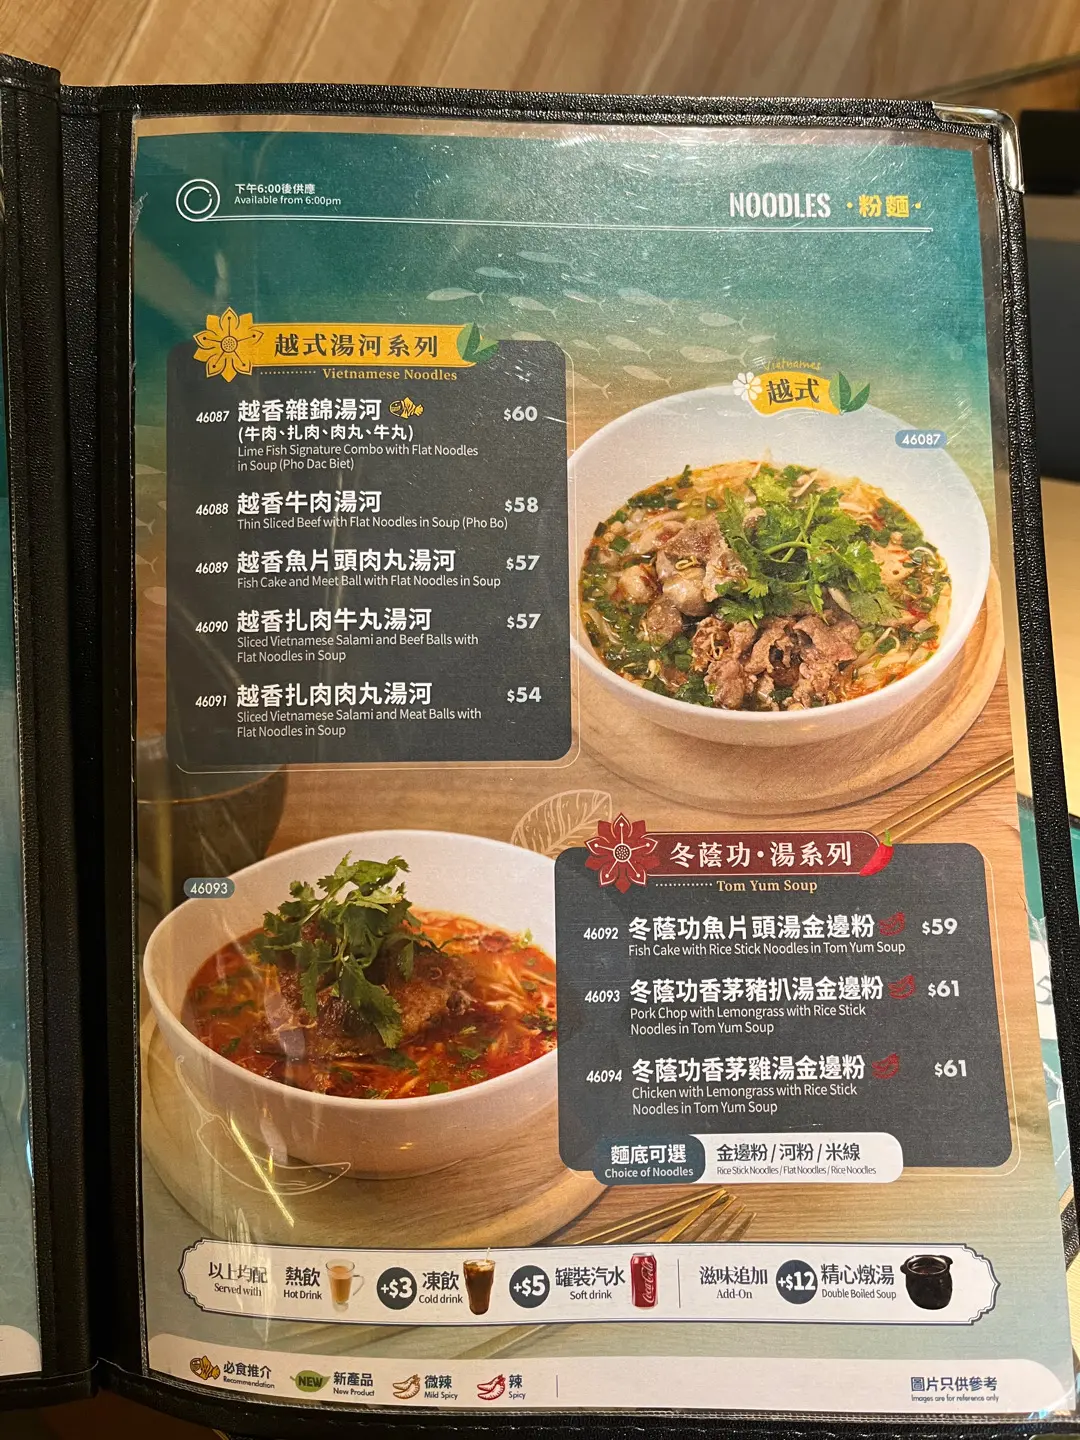 下午6:00後供應
Available from 6:00pm
NOODLES ・粉麵・
越式湯河系列
Vietnamese Noodles
46087 越香雜錦湯河 $60
(牛肉、扎肉、肉丸、牛丸)
Lime Fish Signature Combo with Flat Noodles
in Soup (Pho Dac Biet)
46088 越香牛肉湯河 $58
Thin Sliced Beef with Flat Noodles in Soup (Pho Bo)
46089 越香魚片頭肉丸湯河 $57
Fish Cake and Meet Ball with Flat Noodles in Soup
46090 越香扎肉牛丸湯河 $57
Sliced Vietnamese Salami and Beef Balls with
Flat Noodles in Soup
46091 越香扎肉肉丸湯河 $54
Sliced Vietnamese Salami and Meat Balls with
Flat Noodles in Soup
Vietnames
越式
46087
46093
冬蔭功・湯系列
Tom Yum Soup
46092 冬蔭功魚片頭湯金邊粉 $59
Fish Cake with Rice Stick Noodles in Tom Yum Soup
46093 冬蔭功香茅豬扒湯金邊粉 $61
Pork Chop with Lemongrass with Rice Stick
Noodles in Tom Yum Soup
46094 冬蔭功香茅雞湯金邊粉 $61
Chicken with Lemongrass with Rice Stick
Noodles in Tom Yum Soup
麵底可選 金邊粉 / 河粉 / 米線
Choice of Noodles Rice Stick Noodles / Flat Noodles / Rice Noodles
以上均配 熱飲 +$3 凍飲 +$5 罐裝汽水 滋味追加 +$12 精心燉湯
Served with Hot Drink Cold drink Soft drink Add-On Double Boiled Soup
Coca-Cola
必食推介 NEW 新產品 微辣 辣 圖片只供參考
Recommendation New Product Mild Spicy Spicy Images are for reference only